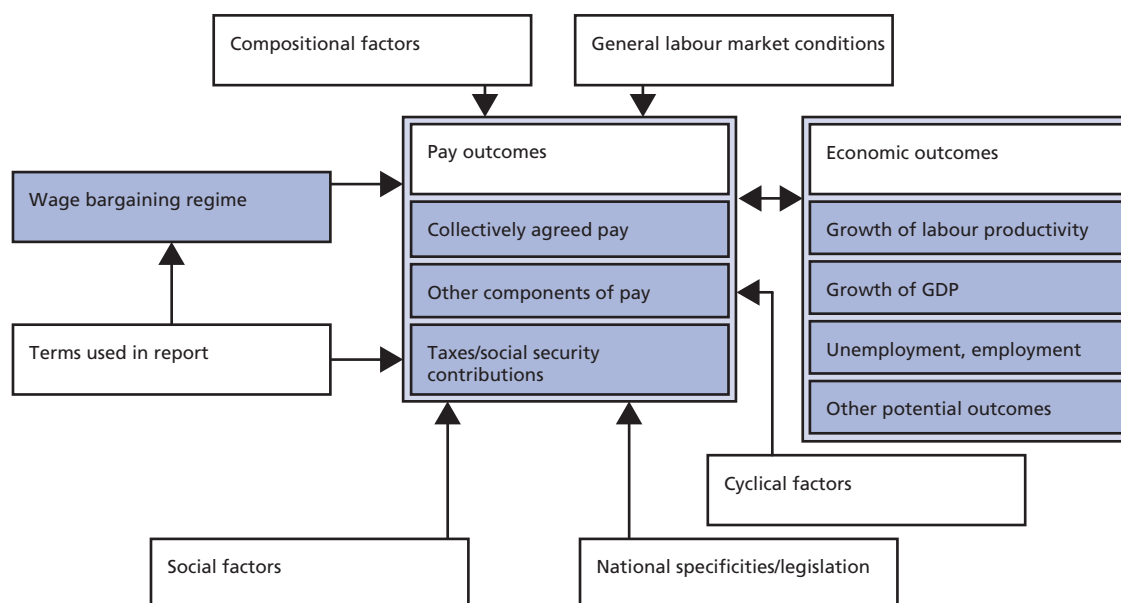 Compositional factors
General labour market conditions
Pay outcomes
Economic outcomes
Wage bargaining regime
Collectively agreed pay
Growth of labour productivity
Other components of pay
Growth of GDP
Terms used in report
Taxes/social security
contributions
Unemployment, employment
Other potential outcomes
Cyclical factors
Social factors
National specificities/legislation